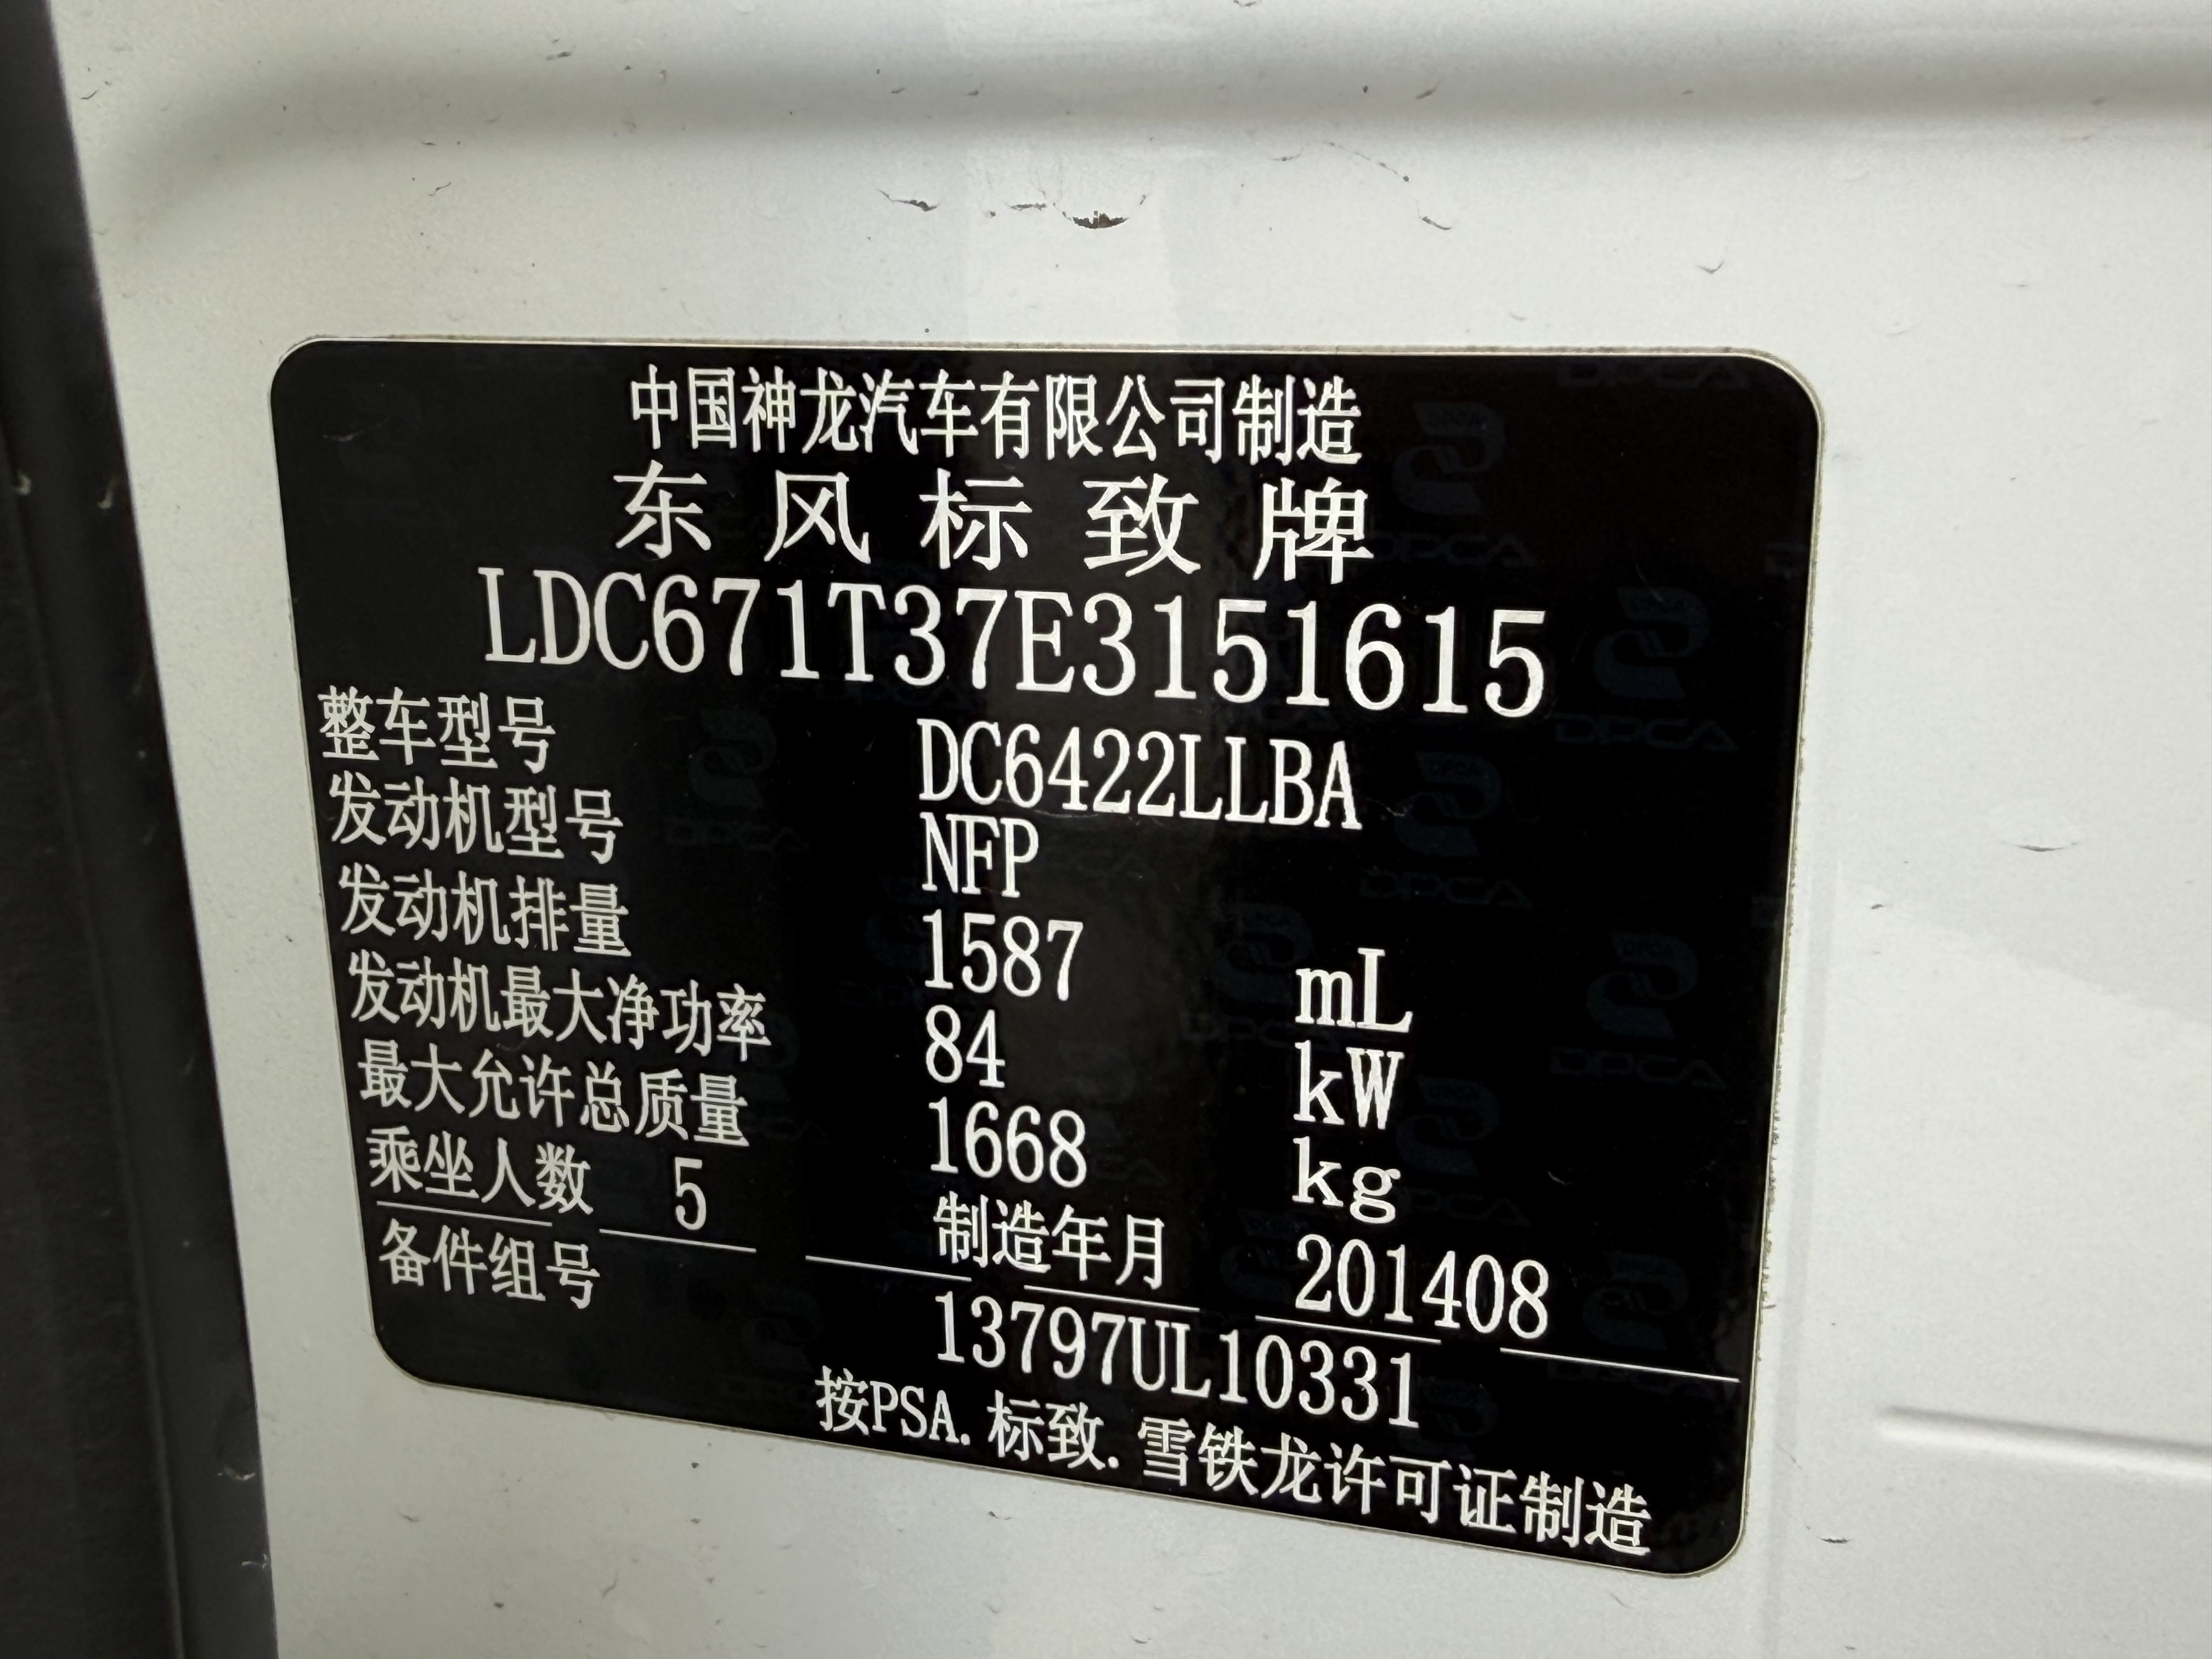 中国神龙汽车有限公司制造
东风标致牌
LDC671T37E3151615
整车型号 DC6422LLBA
发动机型号 NFP
发动机排量 1587 mL
发动机最大净功率 84 kW
最大允许总质量 1668 kg
乘坐人数 5 制造年月 201408
备件组号 13797UL10331
按PSA.标致.雪铁龙许可证制造